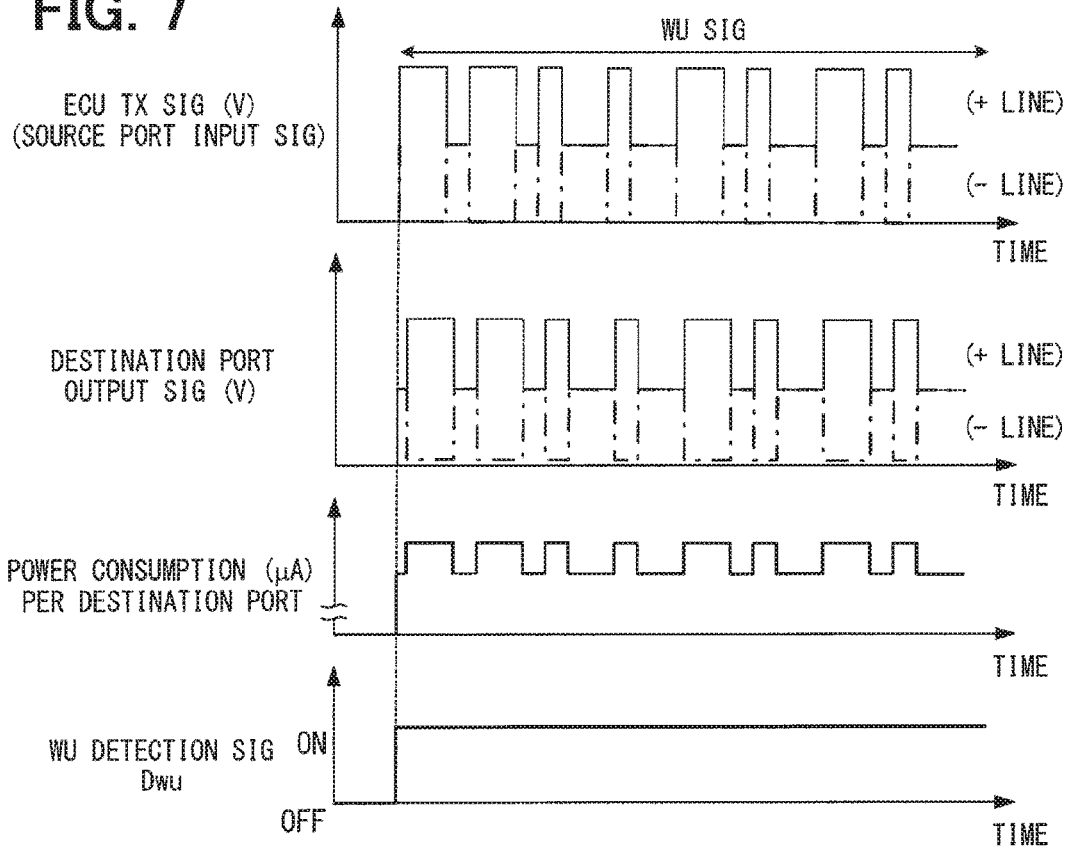 FIG. 7
WU SIG
ECU TX SIG (V)
(SOURCE PORT INPUT SIG)
(+ LINE)
(- LINE)
TIME
DESTINATION PORT
OUTPUT SIG (V)
(+ LINE)
(- LINE)
TIME
POWER CONSUMPTION (μA)
PER DESTINATION PORT
TIME
WU DETECTION SIG
Dwu
ON
OFF
TIME